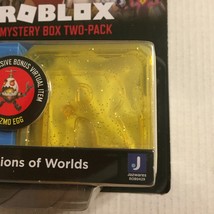 ROBLOX
MYSTERY BOX TWO-PACK
SIVE BONUS VIRTUAL ITEM
ZMO EGG
ions of Worlds
J